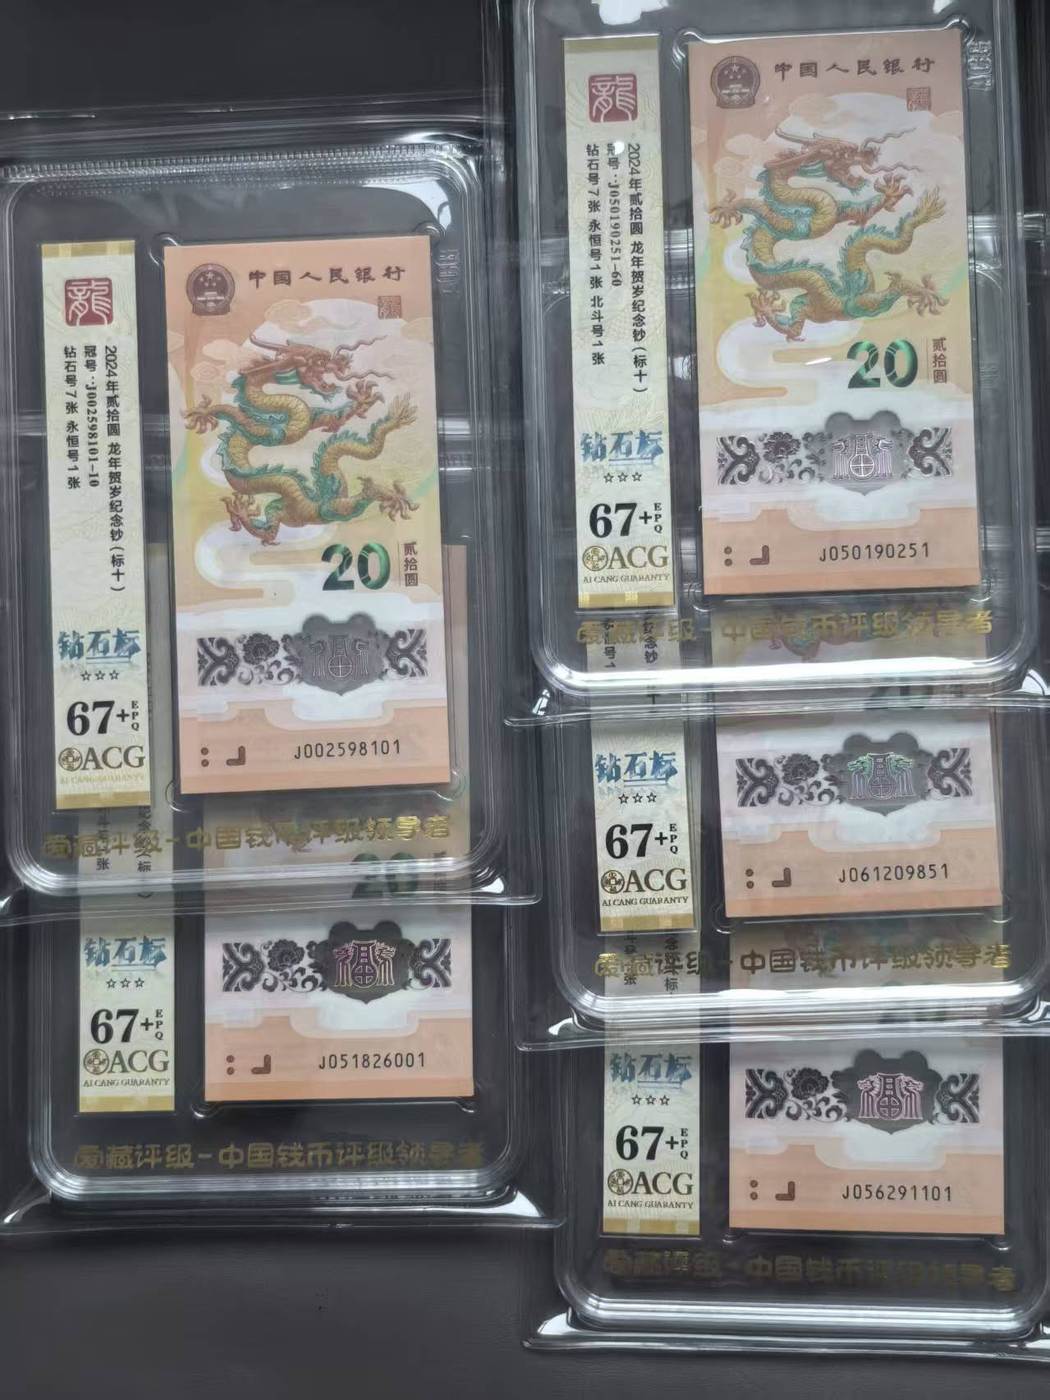 龍
2024年贰拾圆 龙年贺岁纪念钞(标十)
冠号:J002598101-10
钻石号7张 永恒号1张
钻石标
☆☆☆
67+EPQ
ACG
AI CANG GUARANTY
中国人民银行
20
贰拾圆
J002598101
爱藏评级-中国钱币评级领导者
钻石标
☆☆☆
67+EPQ
ACG
AI CANG GUARANTY
J051826001
爱藏评级-中国钱币评级领导者
龍
2024年贰拾圆 龙年贺岁纪念钞(标十)
冠号:J050190251-60
钻石号7张 永恒号1张 北斗号1张
钻石标
☆☆☆
67+EPQ
ACG
AI CANG GUARANTY
中国人民银行
20
贰拾圆
J050190251
爱藏评级-中国钱币评级领导者
钻石标
☆☆☆
67+EPQ
ACG
AI CANG GUARANTY
J061209851
爱藏评级-中国钱币评级领导者
钻石标
☆☆☆
67+EPQ
ACG
AI CANG GUARANTY
J056291101
爱藏评级-中国钱币评级领导者